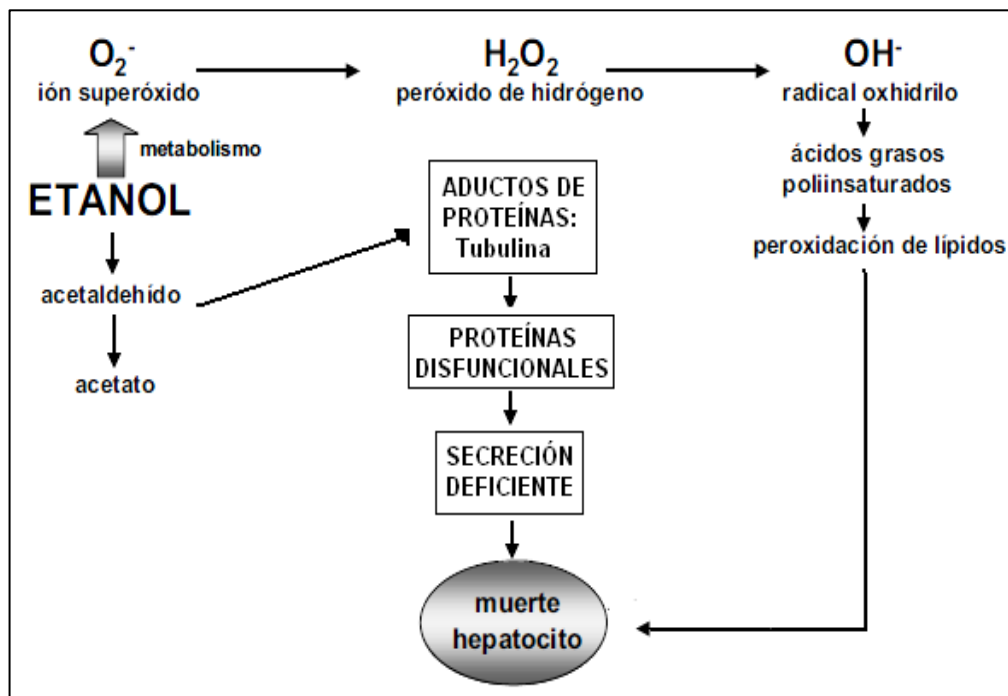 O₂⁻
ión superóxido
H₂O₂
peróxido de hidrógeno
OH⁻
radical oxhidrilo
metabolismo
ETANOL
acetaldehído
acetato
ADUCTOS DE
PROTEÍNAS:
Tubulina
PROTEÍNAS
DISFUNCIONALES
SECRECIÓN
DEFICIENTE
muerte
hepatocito
ácidos grasos
poliinsaturados
peroxidación de lípidos